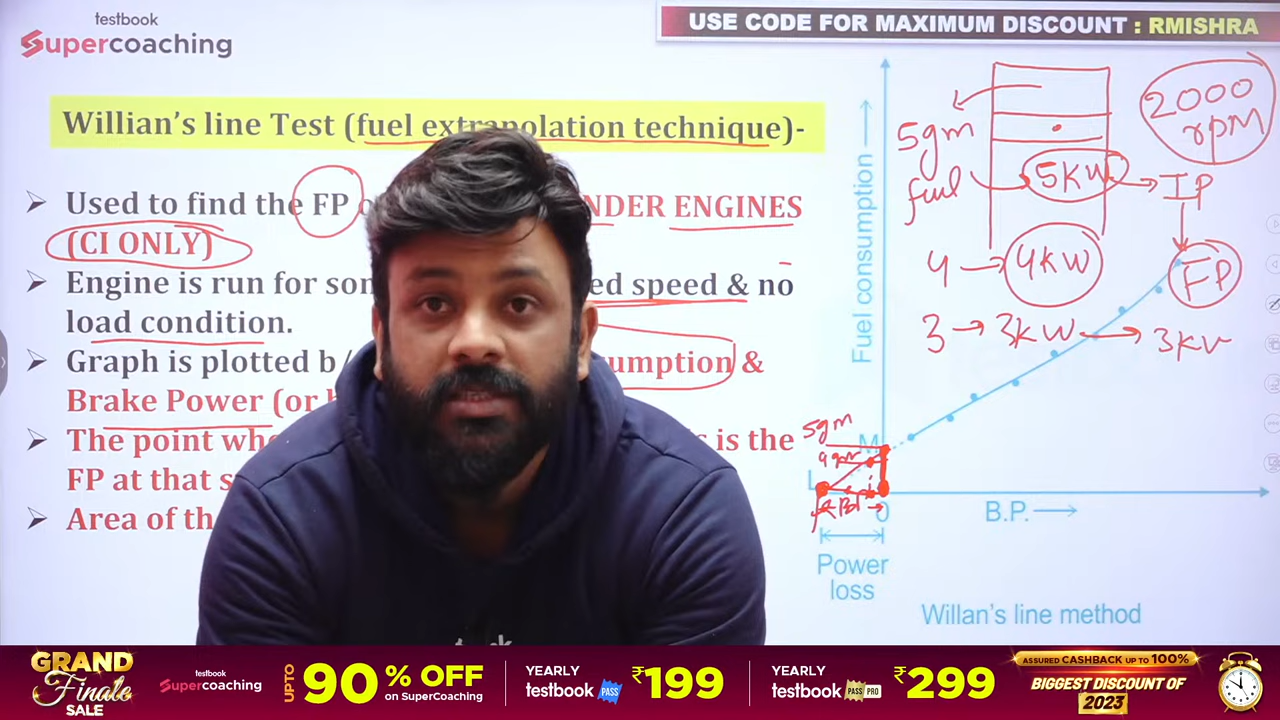 testbook
Supercoaching
USE CODE FOR MAXIMUM DISCOUNT : RMISHRA
Willian's line Test (fuel extrapolation technique)-
Used to find the FP NDER ENGINES
(CI ONLY)
Engine is run for ed speed & no
load condition.
Graph is plotted b/ umption &
Brake Power (or
The point is the
FP at that
Area of
Fuel consumption
5gm
fuel
5KW
IP
2000
rpm
4 4KW FP
3 3KW
5gm
M
L
O
B.P.
Power
loss
Willan's line method
GRAND
Finale
SALE
testbook
Supercoaching
UPTO
90% OFF
on SuperCoaching
YEARLY
testbook PASS
₹199
YEARLY
testbook PASS PRO
₹299
ASSURED CASHBACK UP TO 100%
BIGGEST DISCOUNT OF
2023